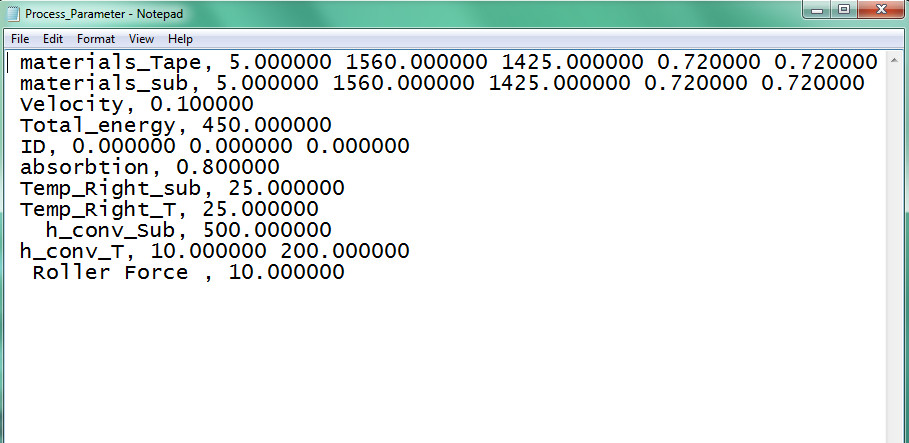 Process_Parameter - Notepad
File Edit Format View Help
materials_Tape, 5.000000 1560.000000 1425.000000 0.720000 0.720000
materials_sub, 5.000000 1560.000000 1425.000000 0.720000 0.720000
Velocity, 0.100000
Total_energy, 450.000000
ID, 0.000000 0.000000 0.000000
absorbtion, 0.800000
Temp_Right_sub, 25.000000
Temp_Right_T, 25.000000
h_conv_Sub, 500.000000
h_conv_T, 10.000000 200.000000
Roller Force , 10.000000